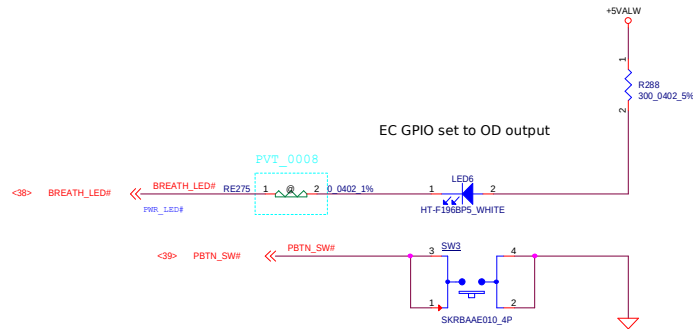 +5VALW
1
R288
300_0402_5%
2
EC GPIO set to OD output
PVT_0008
<38> BREATH_LED# BREATH_LED# RE275 1 @ 2 0_0402_1% 1 LED6 2
PWR_LED#
HT-F196BP5_WHITE
<39> PBTN_SW# PBTN_SW# SW3
3 4
1 2
SKRBAAE010_4P